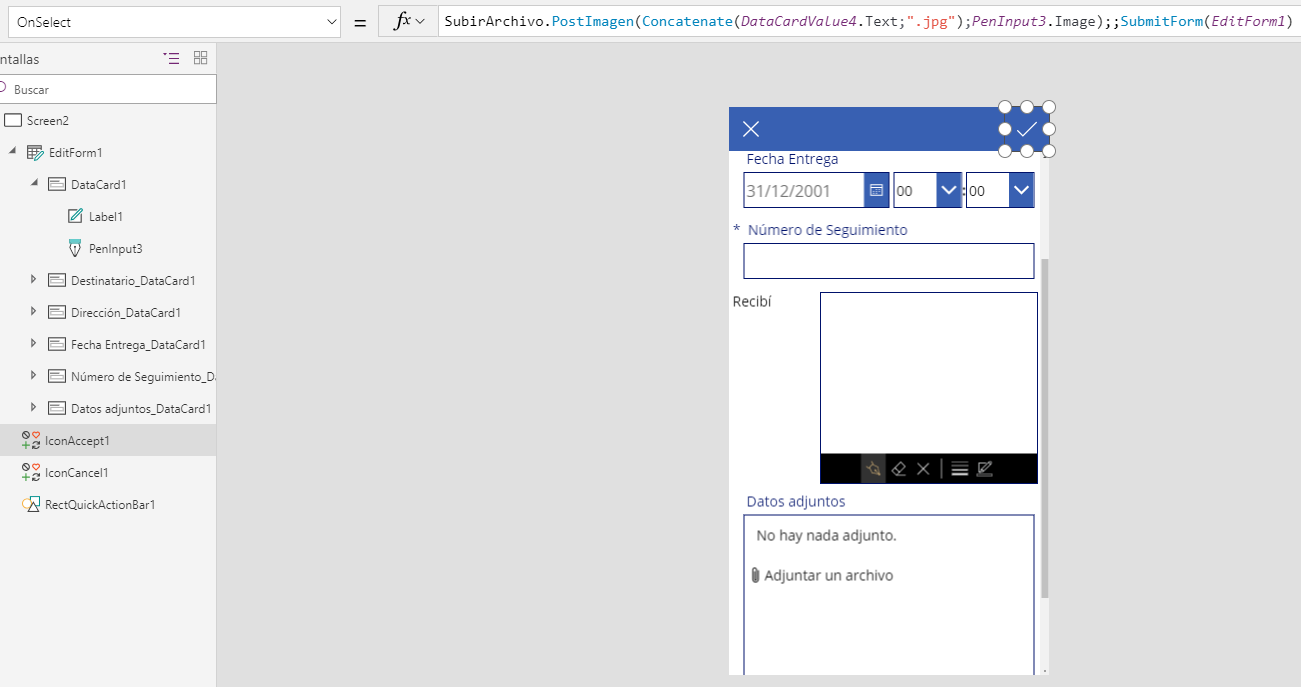 OnSelect
=
fx
SubirArchivo.PostImagen(Concatenate(DataCardValue4.Text;".jpg");PenInput3.Image);;SubmitForm(EditForm1)
ntallas
Buscar
Screen2
EditForm1
DataCard1
Label1
PenInput3
Destinatario_DataCard1
Dirección_DataCard1
Fecha Entrega_DataCard1
Número de Seguimiento_Da
Datos adjuntos_DataCard1
IconAccept1
IconCancel1
RectQuickActionBar1
Fecha Entrega
31/12/2001 00 : 00
* Número de Seguimiento
Recibí
Datos adjuntos
No hay nada adjunto.
Adjuntar un archivo